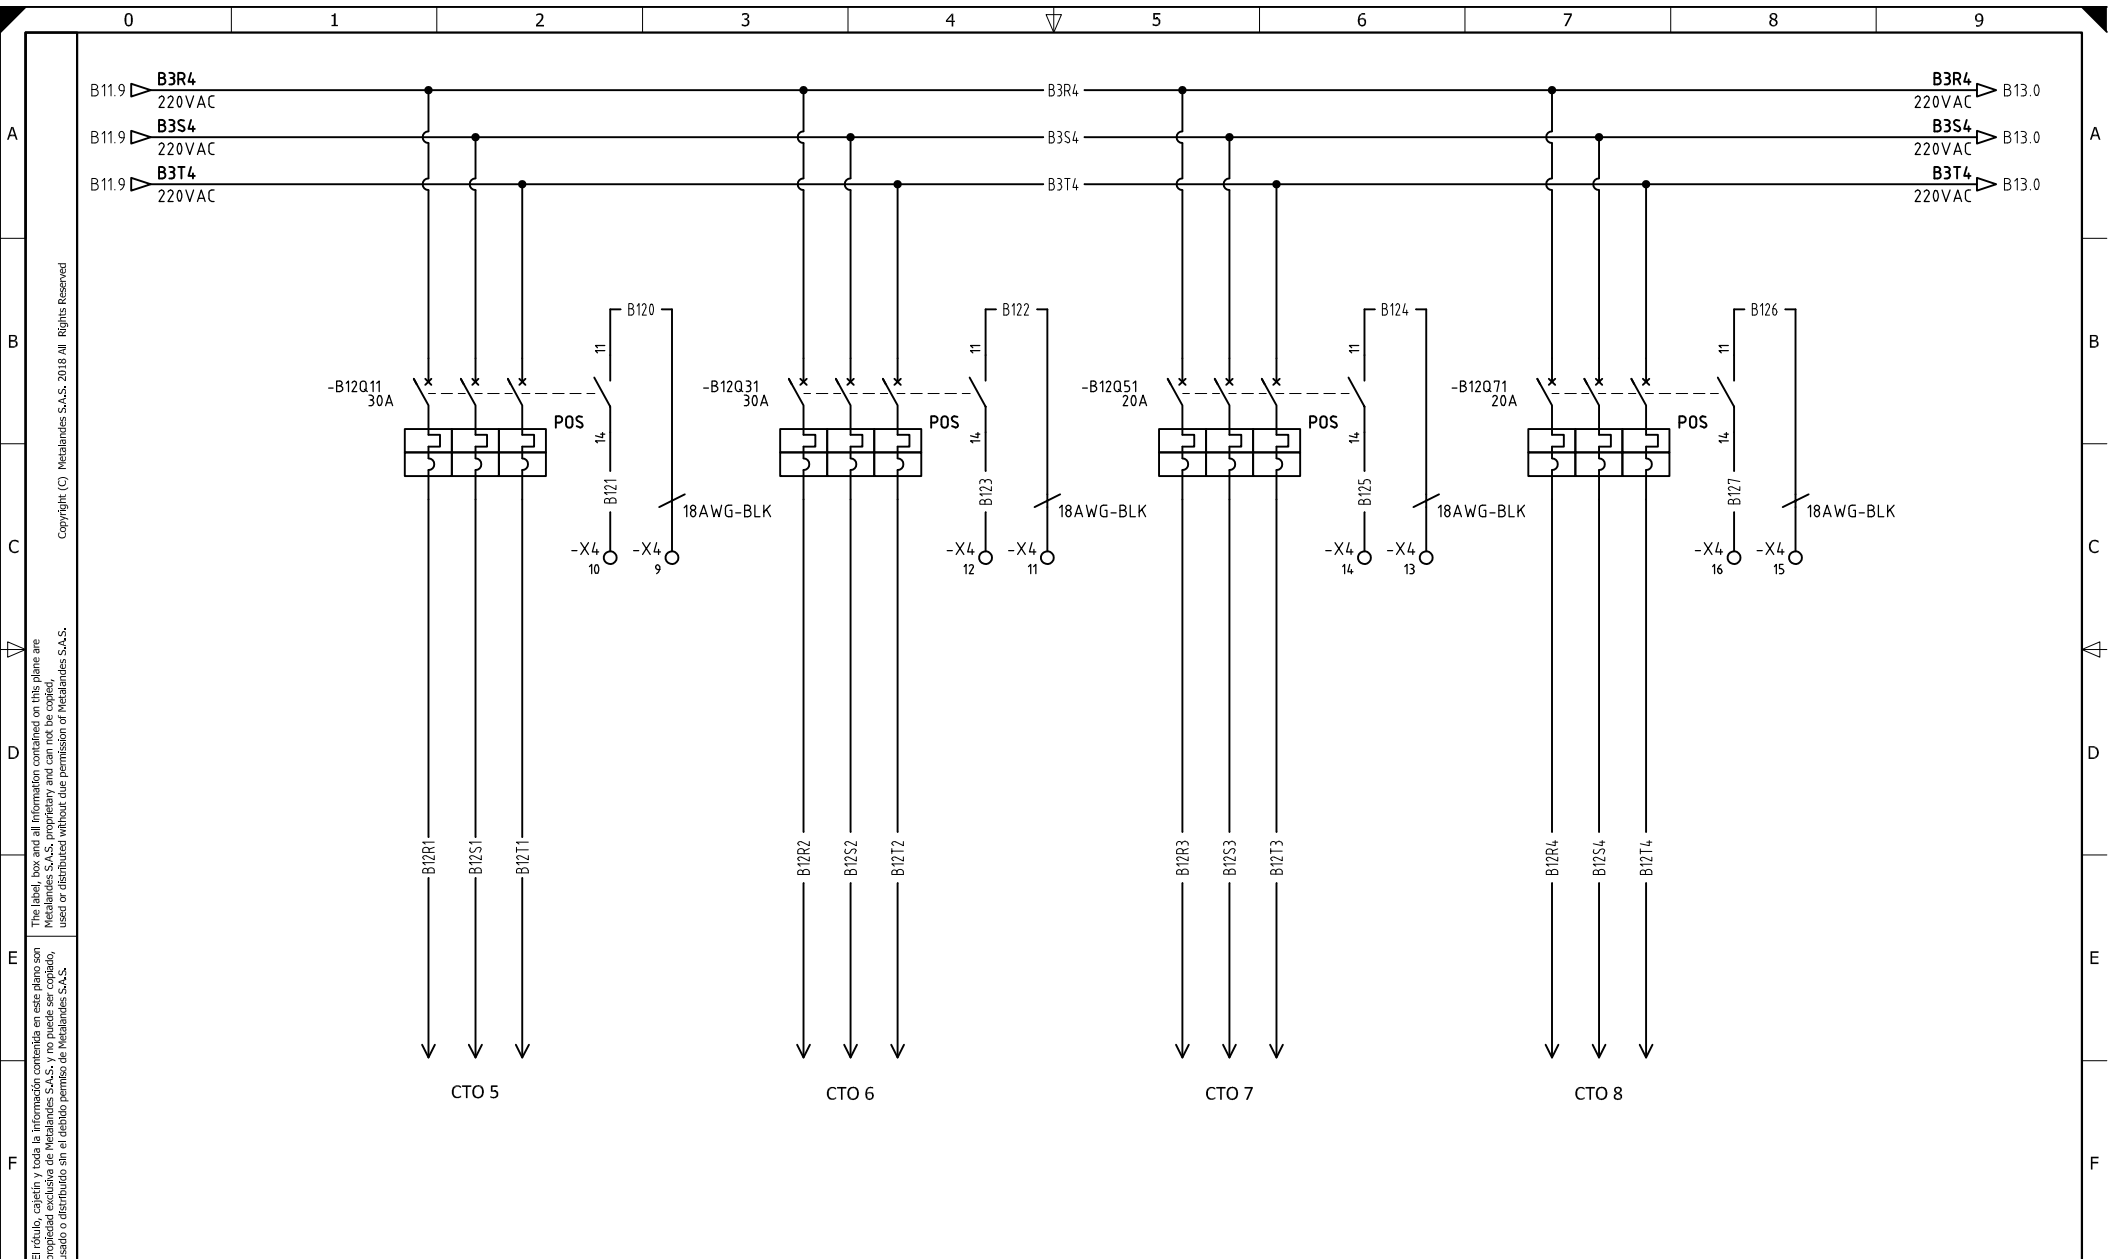 0 1 2 3 4 5 6 7 8 9
B11.9 B3R4 220VAC B3R4 B3R4 220VAC B13.0
A B11.9 B3S4 220VAC B3S4 B3S4 220VAC B13.0 A
B11.9 B3T4 220VAC B3T4 B3T4 220VAC B13.0
B120 B122 B124 B126
B B
11 11 11 11
-B12Q11 -B12Q31 -B12Q51 -B12Q71
30A 30A 20A 20A
POS POS POS POS
14 14 14 14
B121 B123 B125 B127
18AWG-BLK 18AWG-BLK 18AWG-BLK 18AWG-BLK
C C
-X4 -X4 -X4 -X4 -X4 -X4 -X4 -X4
10 9 12 11 14 13 16 15
D D
B12R1 B12S1 B12T1 B12R2 B12S2 B12T2 B12R3 B12S3 B12T3 B12R4 B12S4 B12T4
E E
CTO 5 CTO 6 CTO 7 CTO 8
F F
Copyright (C) Metalandes S.A.S. 2018 All Rights Reserved
The label, box and all information contained on this plane are
Metalandes S.A.S. proprietary and can not be copied,
used or distributed without due permission of Metalandes S.A.S.
El rótulo, cajetín y toda la información contenida en este plano son
propiedad exclusiva de Metalandes S.A.S. y no puede ser copiado,
usado o distribuído sin el debido permiso de Metalandes S.A.S.